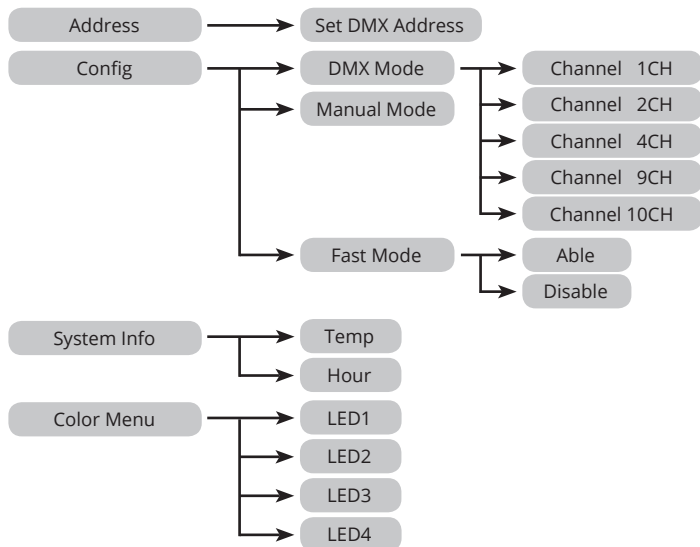 Address Set DMX Address
Config DMX Mode Channel 1CH
Manual Mode Channel 2CH
Channel 4CH
Channel 9CH
Channel 10CH
Fast Mode Able
Disable
System Info Temp
Hour
Color Menu LED1
LED2
LED3
LED4